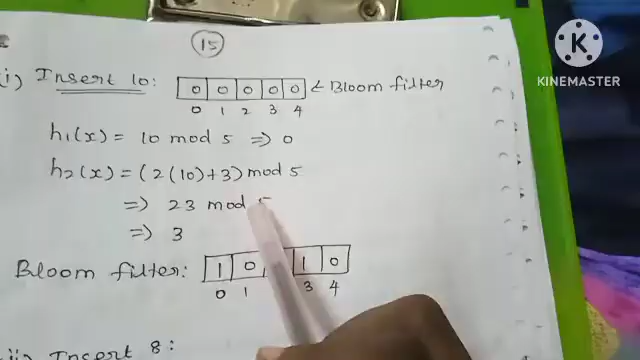 15
i) Insert 10: 0 0 0 0 0 ← Bloom filter
0 1 2 3 4
h1(x) = 10 mod 5 => 0
h2(x) = (2(10)+3) mod 5
=> 23 mod
=> 3
Bloom filter: 1 0 1 0
0 1 3 4
Insert 8:
K
KINEMASTER